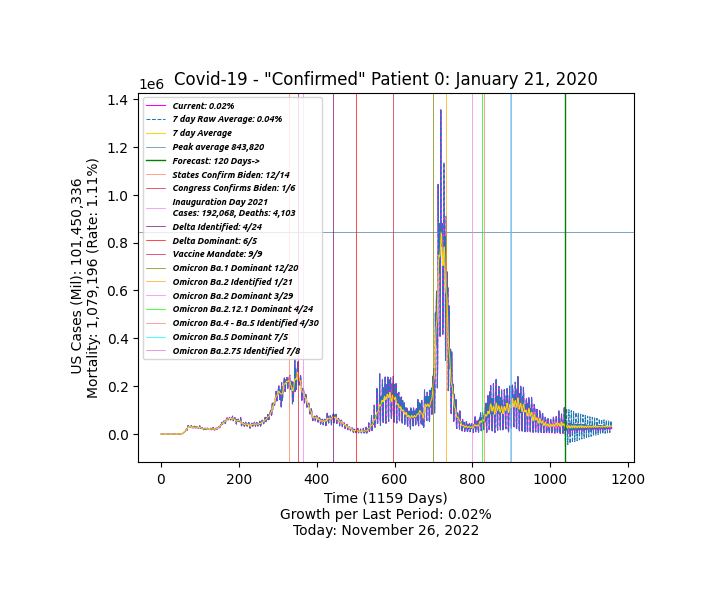 Covid-19 - "Confirmed" Patient 0: January 21, 2020
1e6
1.4
1.2
1.0
0.8
0.6
0.4
0.2
0.0
US Cases (Mil): 101,450,336
Mortality: 1,079,196 (Rate: 1.11%)
Current: 0.02%
7 day Raw Average: 0.04%
7 day Average
Peak average 843,820
Forecast: 120 Days->
States Confirm Biden: 12/14
Congress Confirms Biden: 1/6
Inauguration Day 2021
Cases: 192,068, Deaths: 4,103
Delta Identified: 4/24
Delta Dominant: 6/5
Vaccine Mandate: 9/9
Omicron Ba.1 Dominant 12/20
Omicron Ba.2 Identified 1/21
Omicron Ba.2 Dominant 3/29
Omicron Ba.2.12.1 Dominant 4/24
Omicron Ba.4 - Ba.5 Identified 4/30
Omicron Ba.5 Dominant 7/5
Omicron Ba.2.75 Identified 7/8
0 200 400 600 800 1000 1200
Time (1159 Days)
Growth per Last Period: 0.02%
Today: November 26, 2022